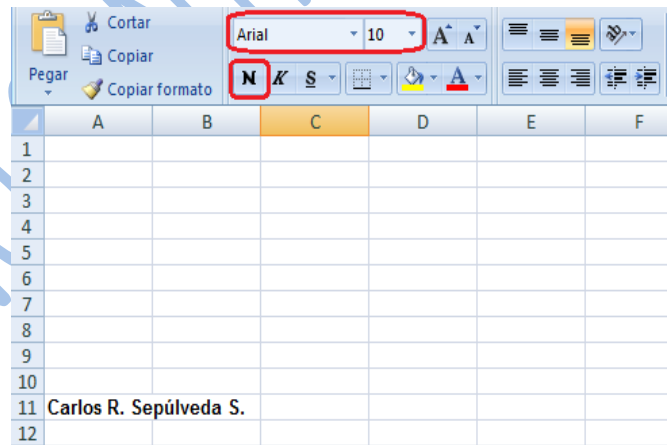 Cortar
Copiar
Pegar
Copiar formato
Arial 10 A A
N K S A
A B C D E F
1
2
3
4
5
6
7
8
9
10
11 Carlos R. Sepúlveda S.
12